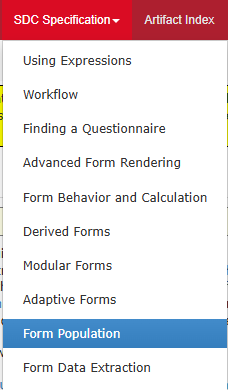 SDC Specification Artifact Index
Using Expressions
Workflow
Finding a Questionnaire
Advanced Form Rendering
Form Behavior and Calculation
Derived Forms
Modular Forms
Adaptive Forms
Form Population
Form Data Extraction